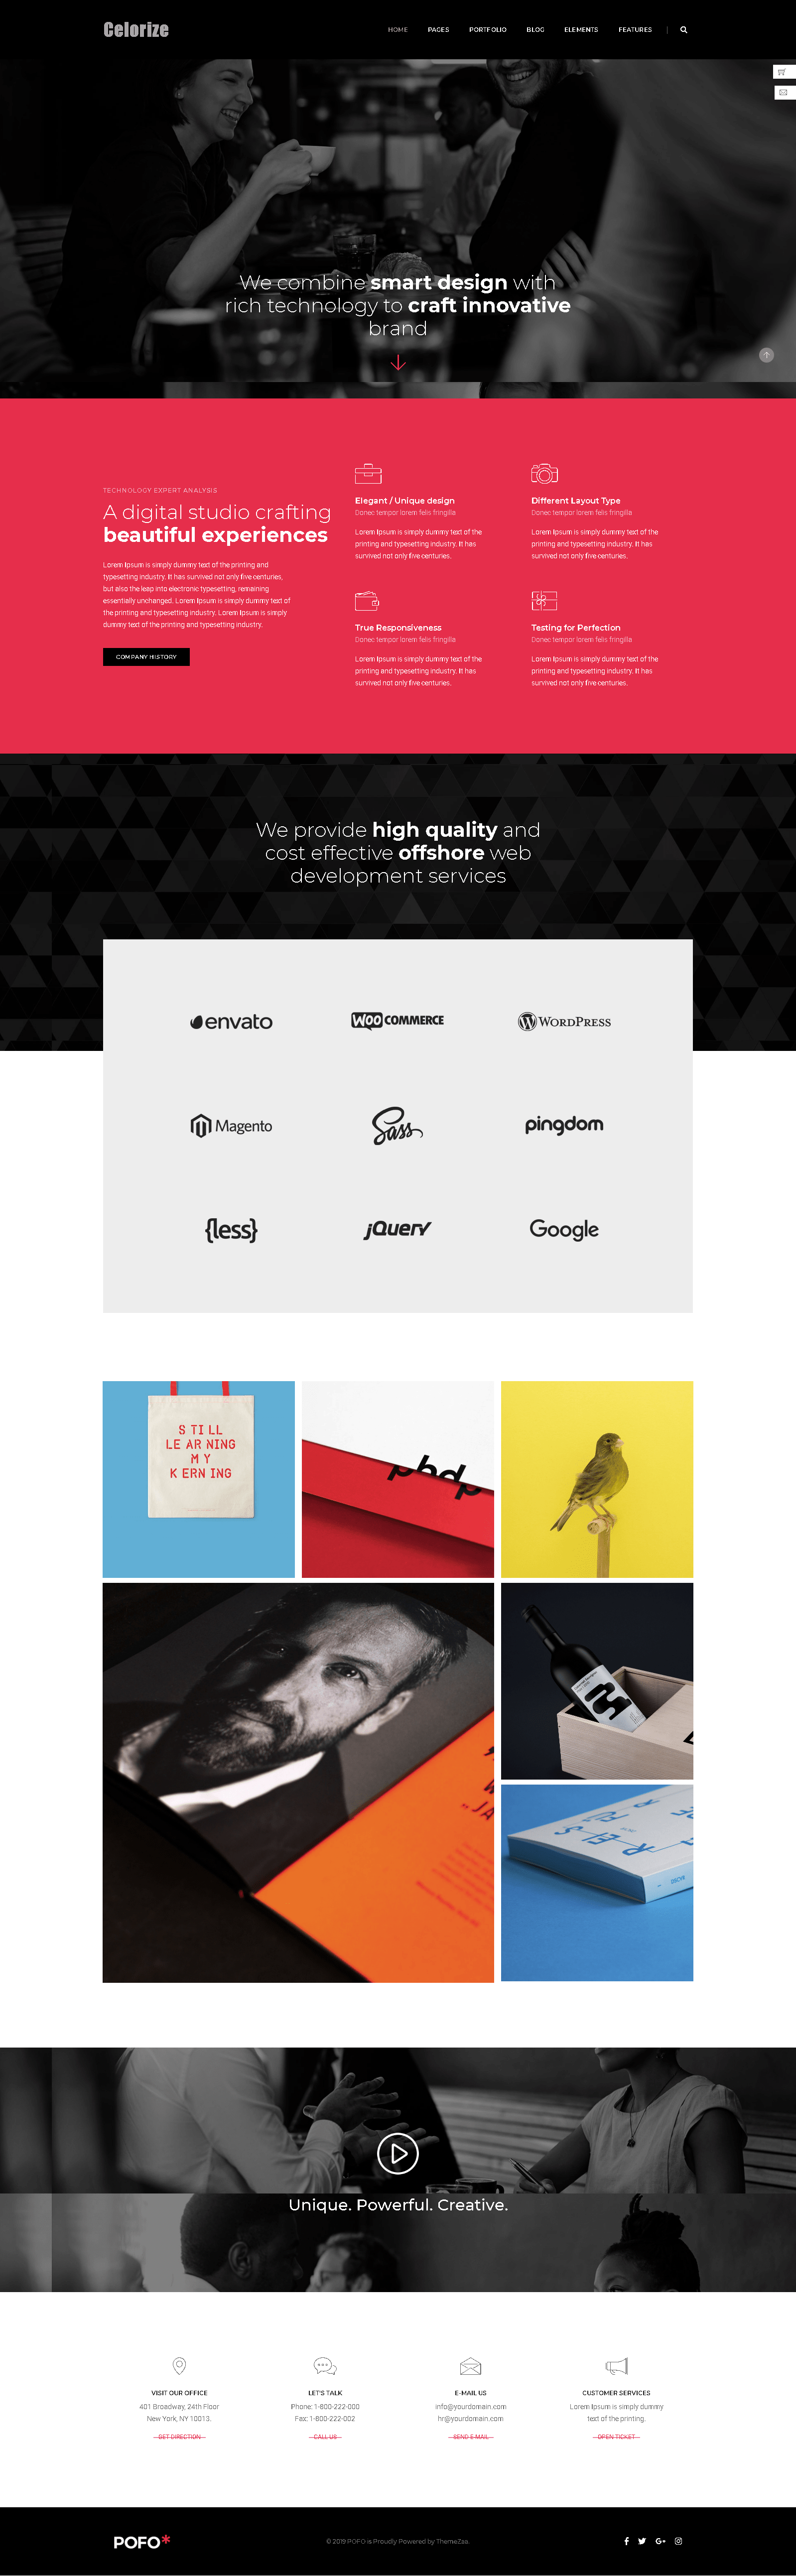 Colorize
HOME PAGES PORTFOLIO BLOG ELEMENTS FEATURES
We combine smart design with
rich technology to craft innovative
brand
TECHNOLOGY EXPERT ANALYSIS
A digital studio crafting
beautiful experiences
Lorem Ipsum is simply dummy text of the printing and
typesetting industry. It has survived not only five centuries,
but also the leap into electronic typesetting, remaining
essentially unchanged. Lorem Ipsum is simply dummy text of
the printing and typesetting industry. Lorem Ipsum is simply
dummy text of the printing and typesetting industry.
COMPANY HISTORY
Elegant / Unique design
Donec tempor lorem felis fringilla
Lorem Ipsum is simply dummy text of the
printing and typesetting industry. It has
survived not only five centuries.
Different Layout Type
Donec tempor lorem felis fringilla
Lorem Ipsum is simply dummy text of the
printing and typesetting industry. It has
survived not only five centuries.
True Responsiveness
Donec tempor lorem felis fringilla
Lorem Ipsum is simply dummy text of the
printing and typesetting industry. It has
survived not only five centuries.
Testing for Perfection
Donec tempor lorem felis fringilla
Lorem Ipsum is simply dummy text of the
printing and typesetting industry. It has
survived not only five centuries.
We provide high quality and
cost effective offshore web
development services
envato
WOO COMMERCE
WORDPRESS
Magento
Sass
pingdom
{less}
jQuery
Google
S TI LL
LE AR NING
M Y
K ERN ING
Unique. Powerful. Creative.
VISIT OUR OFFICE
401 Broadway, 24th Floor
New York, NY 10013.
GET DIRECTION
LET'S TALK
Phone: 1-800-222-000
Fax: 1-800-222-002
CALL US
E-MAIL US
info@yourdomain.com
hr@yourdomain.com
SEND E-MAIL
CUSTOMER SERVICES
Lorem Ipsum is simply dummy
text of the printing.
OPEN TICKET
POFO*
© 2019 POFO is Proudly Powered by ThemeZaa.